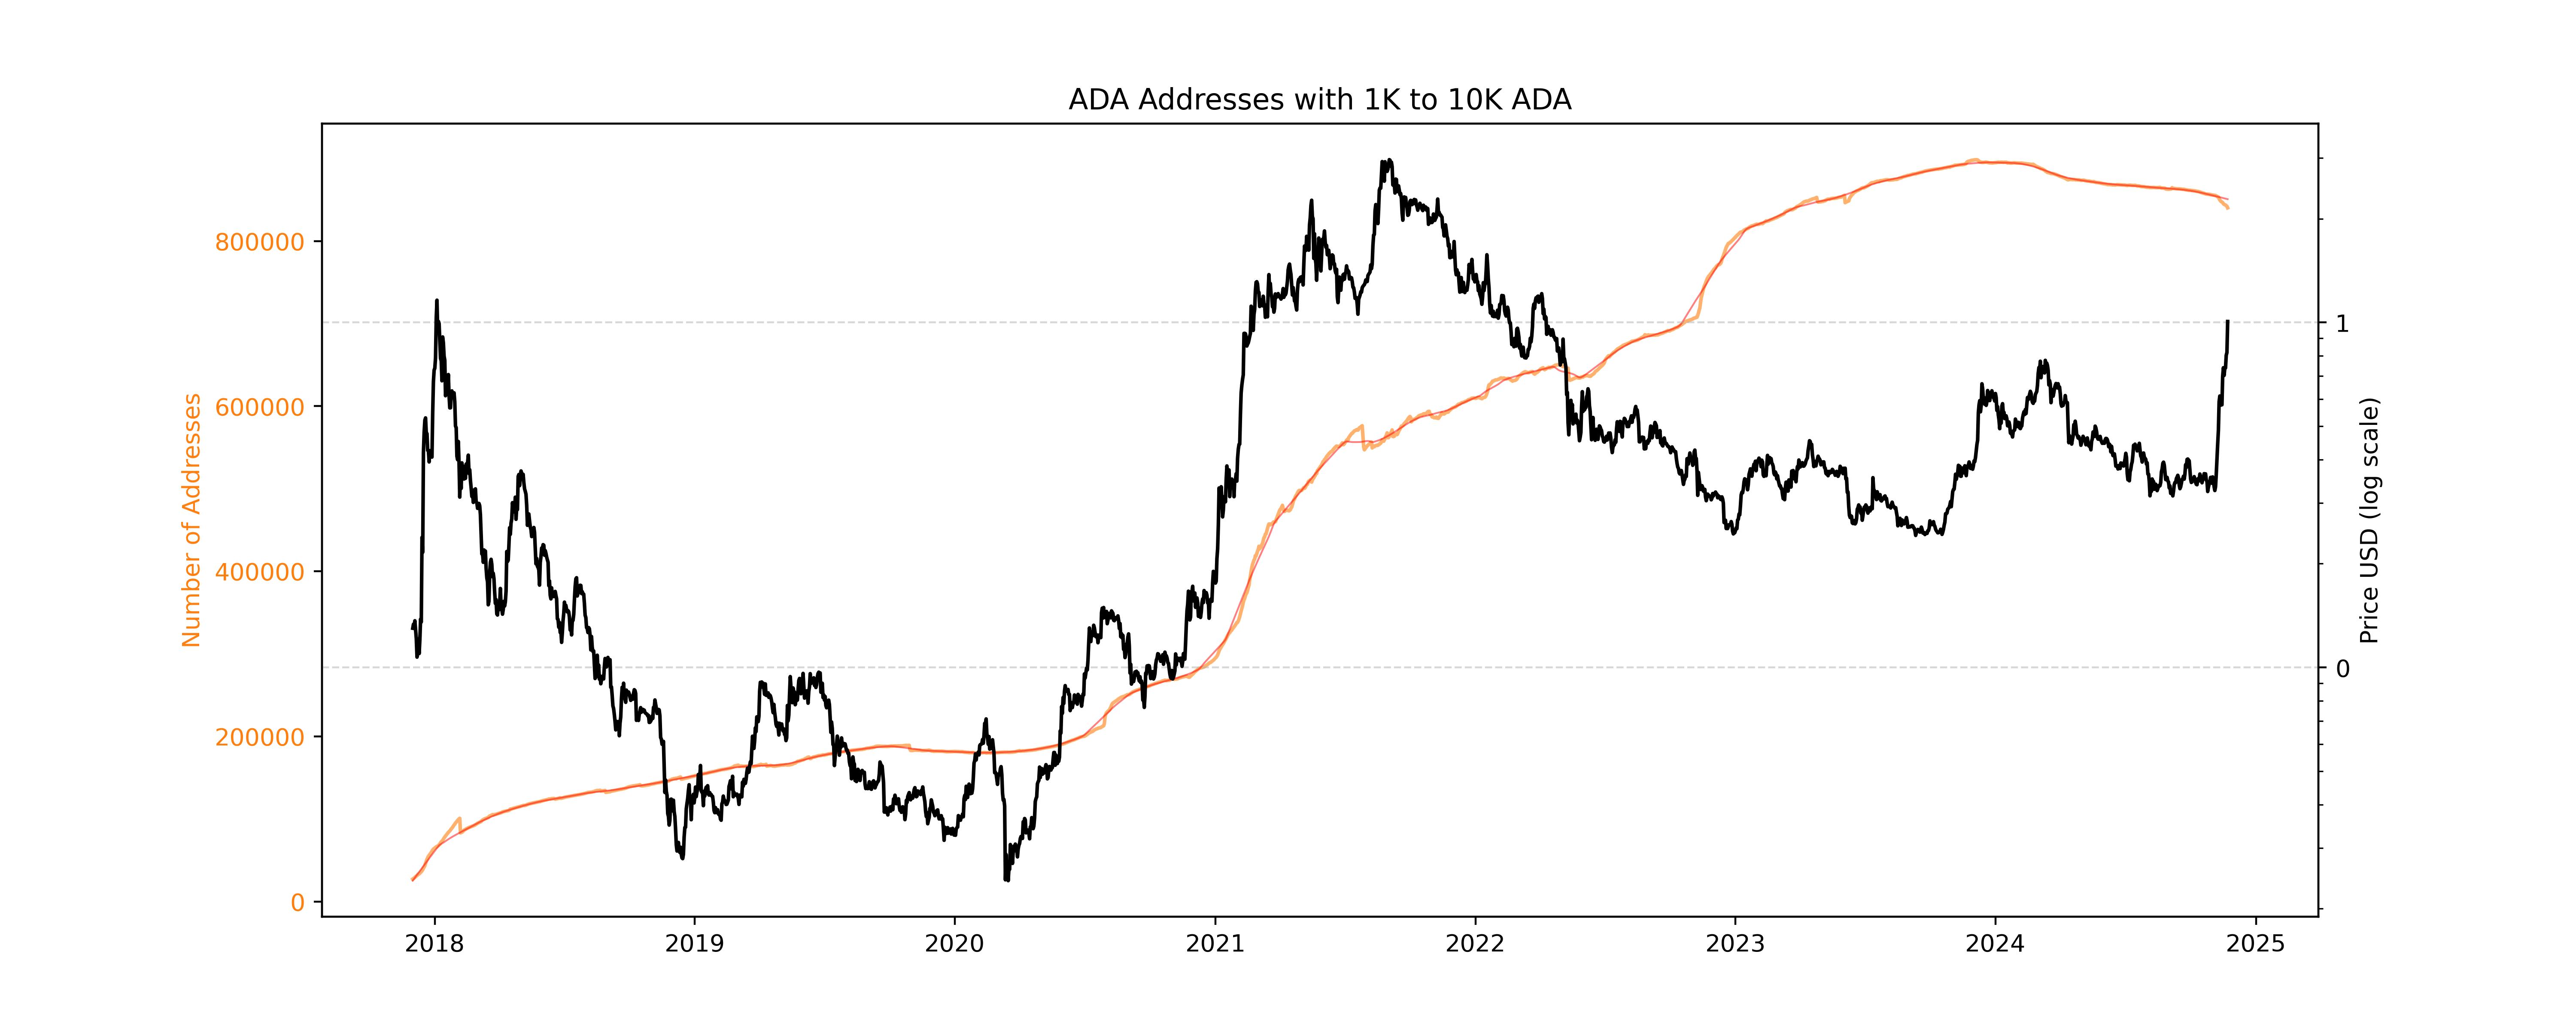 ADA Addresses with 1K to 10K ADA
Number of Addresses
800000
600000
400000
200000
0
1
0
Price USD (log scale)
2018 2019 2020 2021 2022 2023 2024 2025